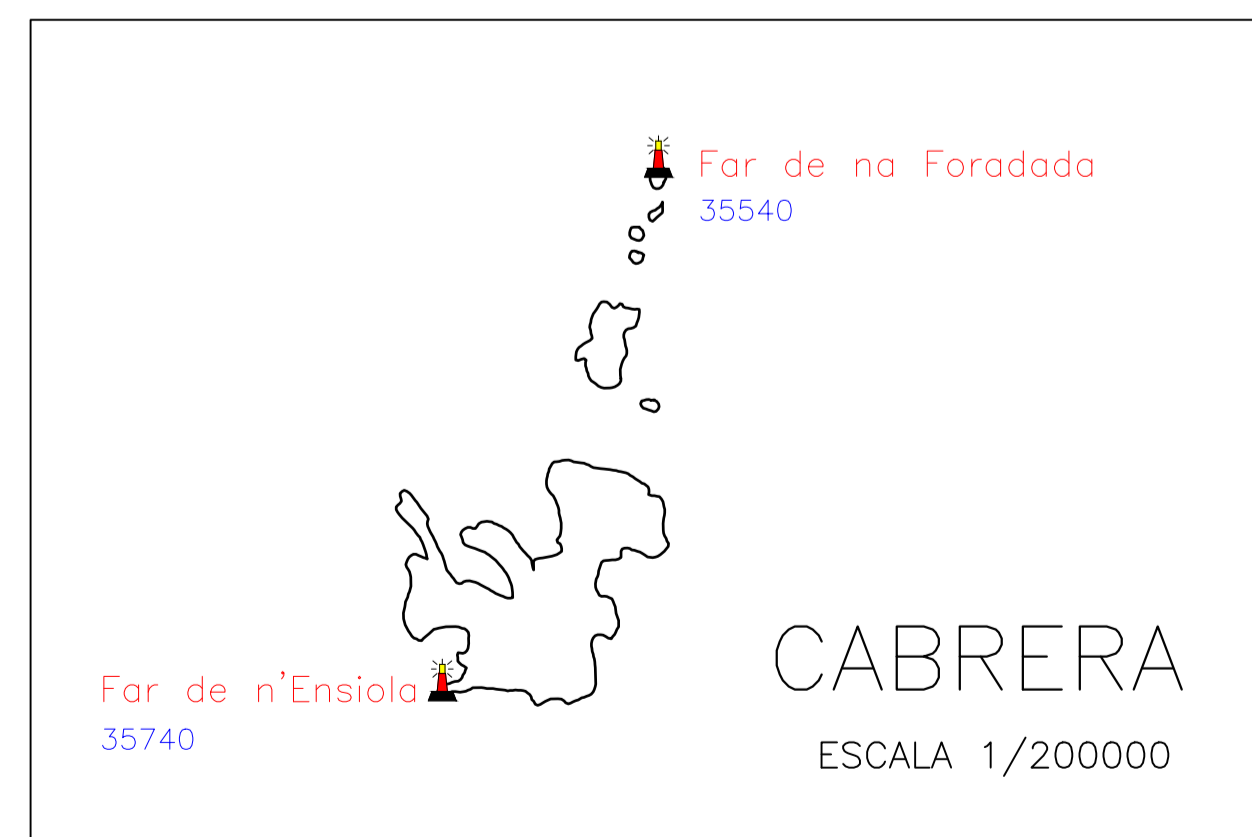 Far de na Foradada
35540
Far de n'Ensiola
35740
CABRERA
ESCALA 1/200000